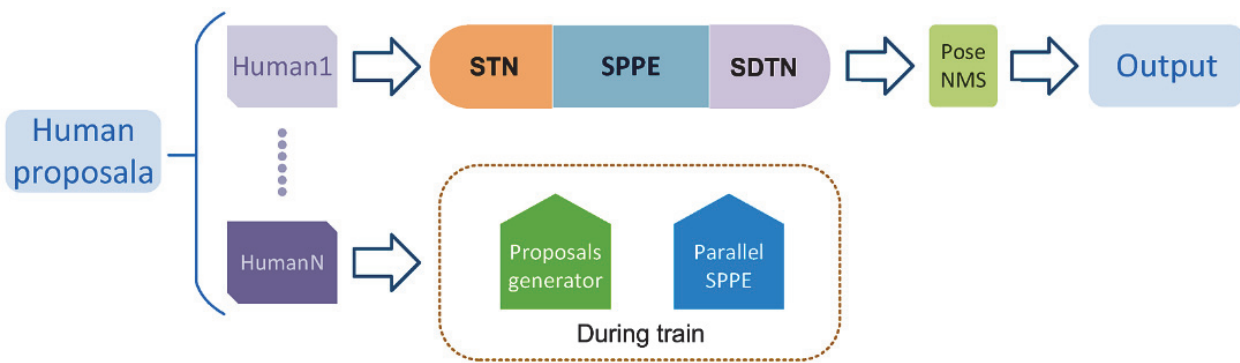 Human
proposala
Human1
HumanN
STN
SPPE
SDTN
Pose
NMS
Output
Proposals
generator
Parallel
SPPE
During train